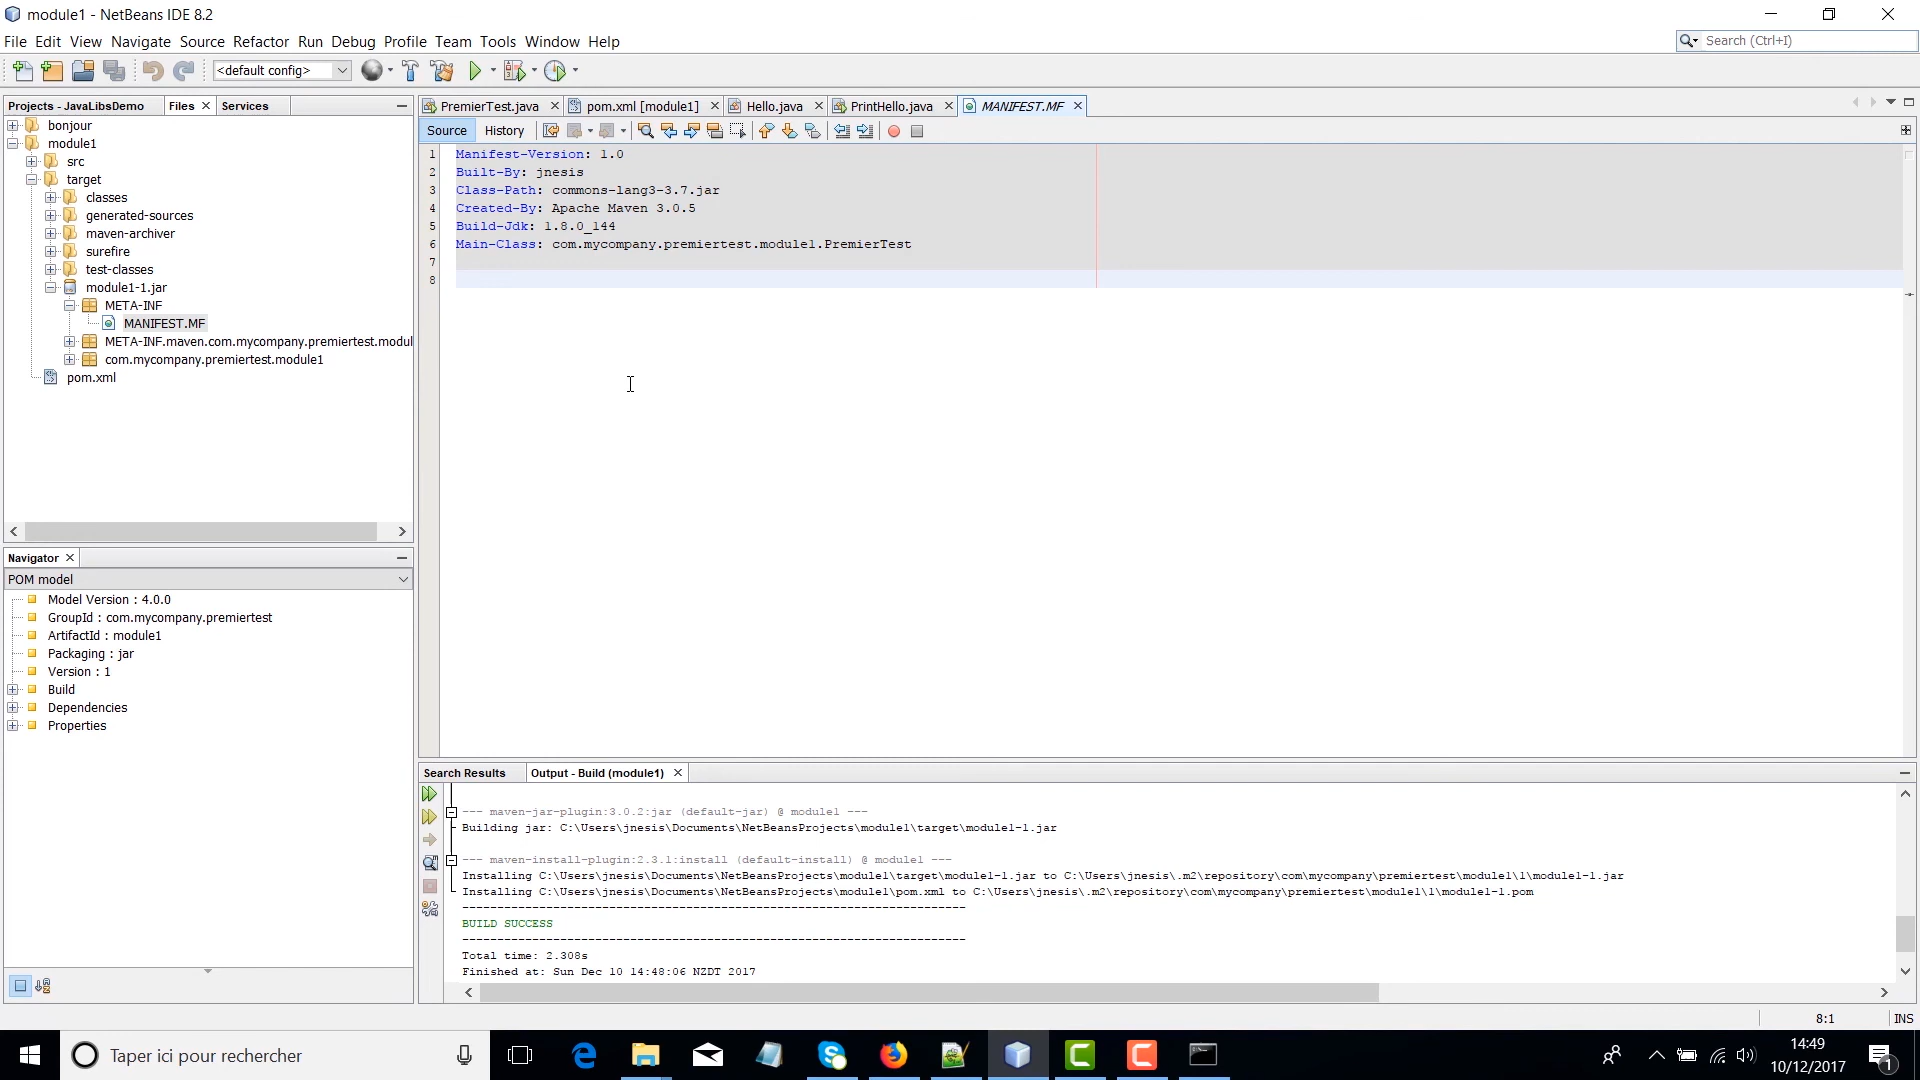 module1 - NetBeans IDE 8.2
File Edit View Navigate Source Refactor Run Debug Profile Team Tools Window Help
Search (Ctrl+I)
<default config>
Projects - JavaLibsDemo Files Services
PremierTest.java pom.xml [module1] Hello.java PrintHello.java MANIFEST.MF
Source History
bonjour
module1
src
target
classes
generated-sources
maven-archiver
surefire
test-classes
module1-1.jar
META-INF
MANIFEST.MF
META-INF.maven.com.mycompany.premiertest.modul
com.mycompany.premiertest.module1
pom.xml
1 Manifest-Version: 1.0
2 Built-By: jnesis
3 Class-Path: commons-lang3-3.7.jar
4 Created-By: Apache Maven 3.0.5
5 Build-Jdk: 1.8.0_144
6 Main-Class: com.mycompany.premiertest.module1.PremierTest
7
8
Navigator
POM model
Model Version : 4.0.0
GroupId : com.mycompany.premiertest
ArtifactId : module1
Packaging : jar
Version : 1
Build
Dependencies
Properties
Search Results Output - Build (module1)
--- maven-jar-plugin:3.0.2:jar (default-jar) @ module1 ---
Building jar: C:\Users\jnesis\Documents\NetBeansProjects\module1\target\module1-1.jar
--- maven-install-plugin:2.3.1:install (default-install) @ module1 ---
Installing C:\Users\jnesis\Documents\NetBeansProjects\module1\target\module1-1.jar to C:\Users\jnesis\.m2\repository\com\mycompany\premiertest\module1\1\module1-1.jar
Installing C:\Users\jnesis\Documents\NetBeansProjects\module1\pom.xml to C:\Users\jnesis\.m2\repository\com\mycompany\premiertest\module1\1\module1-1.pom
------------------------------------------------------------------------
BUILD SUCCESS
------------------------------------------------------------------------
Total time: 2.308s
Finished at: Sun Dec 10 14:48:06 NZDT 2017
8:1 INS
Taper ici pour rechercher
14:49
10/12/2017
1